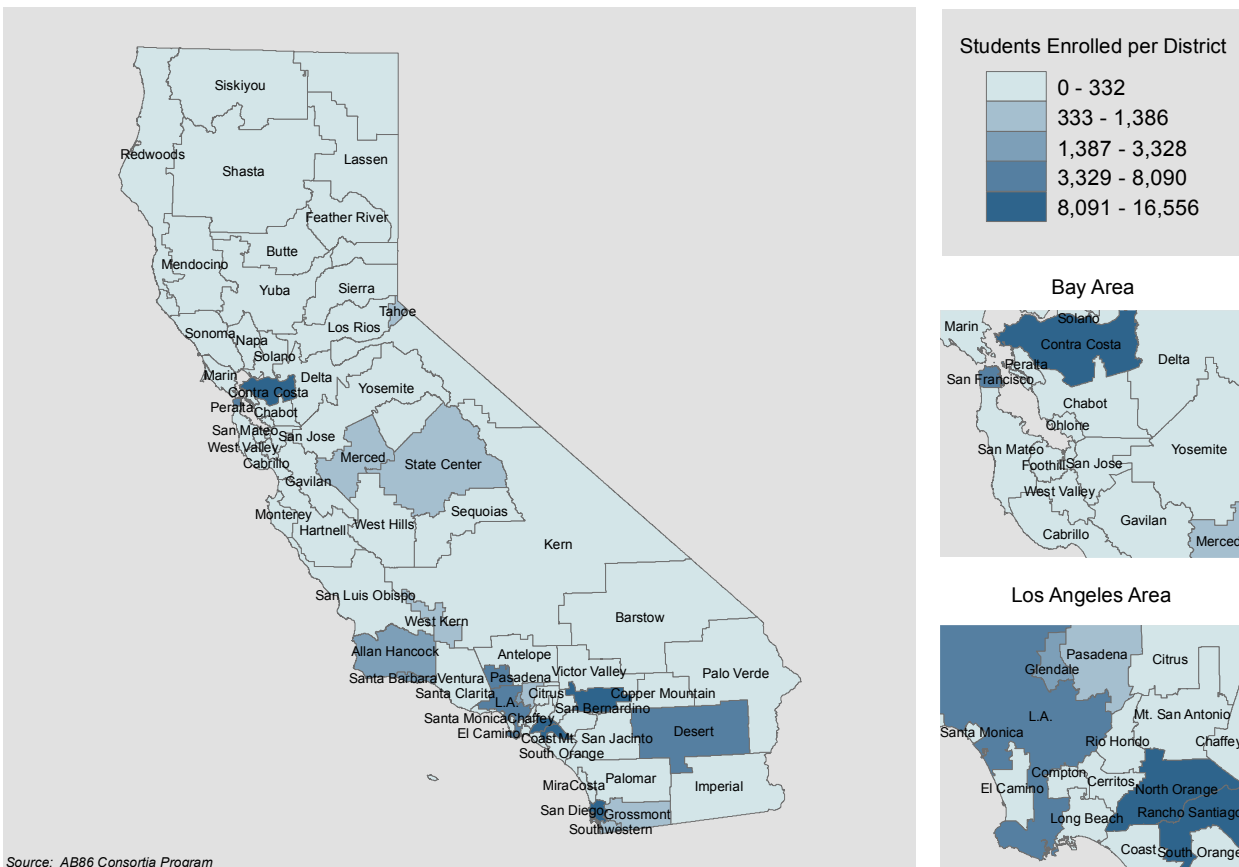 Siskiyou
Redwoods
Shasta
Lassen
Feather River
Butte
Mendocino
Yuba
Sierra
Tahoe
Los Rios
Sonoma
Napa
Solano
Marin
Delta
Contra Costa
Yosemite
Peralta
Chabot
San Mateo
San Jose
West Valley
Cabrillo
Merced
State Center
Gavilan
Monterey
Hartnell
West Hills
Sequoias
Kern
San Luis Obispo
West Kern
Barstow
Allan Hancock
Antelope
Santa Barbara
Ventura
Pasadena
Victor Valley
Palo Verde
Santa Clarita
L.A.
Citrus
Copper Mountain
San Bernardino
Santa Monica
Chaffey
El Camino
Coast
Mt. San Jacinto
Desert
South Orange
MiraCosta
Palomar
Imperial
San Diego
Grossmont
Southwestern
Source: AB86 Consortia Program
Students Enrolled per District
0 - 332
333 - 1,386
1,387 - 3,328
3,329 - 8,090
8,091 - 16,556
Bay Area
Marin
Solano
Contra Costa
Peralta
Delta
San Francisco
Chabot
Ohlone
San Mateo
Yosemite
Foothill
San Jose
West Valley
Gavilan
Cabrillo
Merced
Los Angeles Area
Pasadena
Citrus
Glendale
L.A.
Mt. San Antonio
Santa Monica
Rio Hondo
Chaffey
Compton
Cerritos
El Camino
North Orange
Rancho Santiago
Long Beach
Coast
South Orange